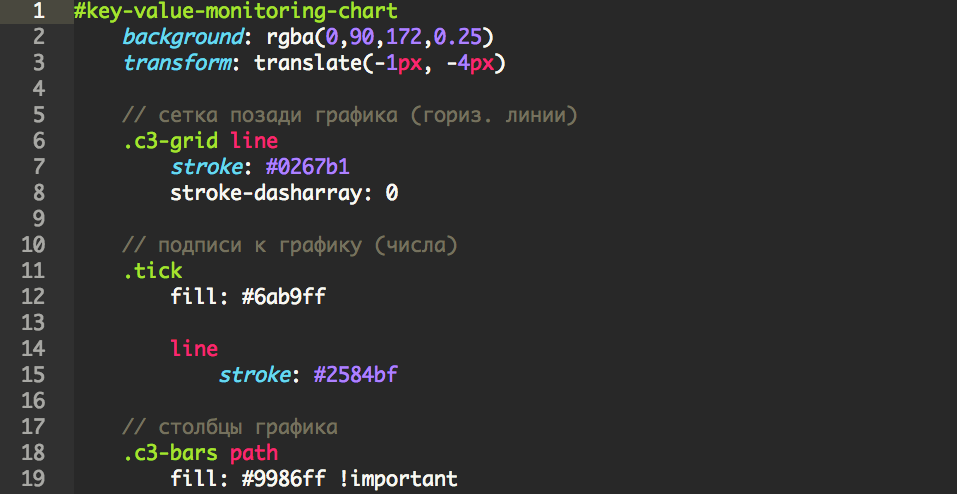 1 #key-value-monitoring-chart
2 background: rgba(0,90,172,0.25)
3 transform: translate(-1px, -4px)
4
5 // сетка позади графика (гориз. линии)
6 .c3-grid line
7 stroke: #0267b1
8 stroke-dasharray: 0
9
10 // подписи к графику (числа)
11 .tick
12 fill: #6ab9ff
13
14 line
15 stroke: #2584bf
16
17 // столбцы графика
18 .c3-bars path
19 fill: #9986ff !important